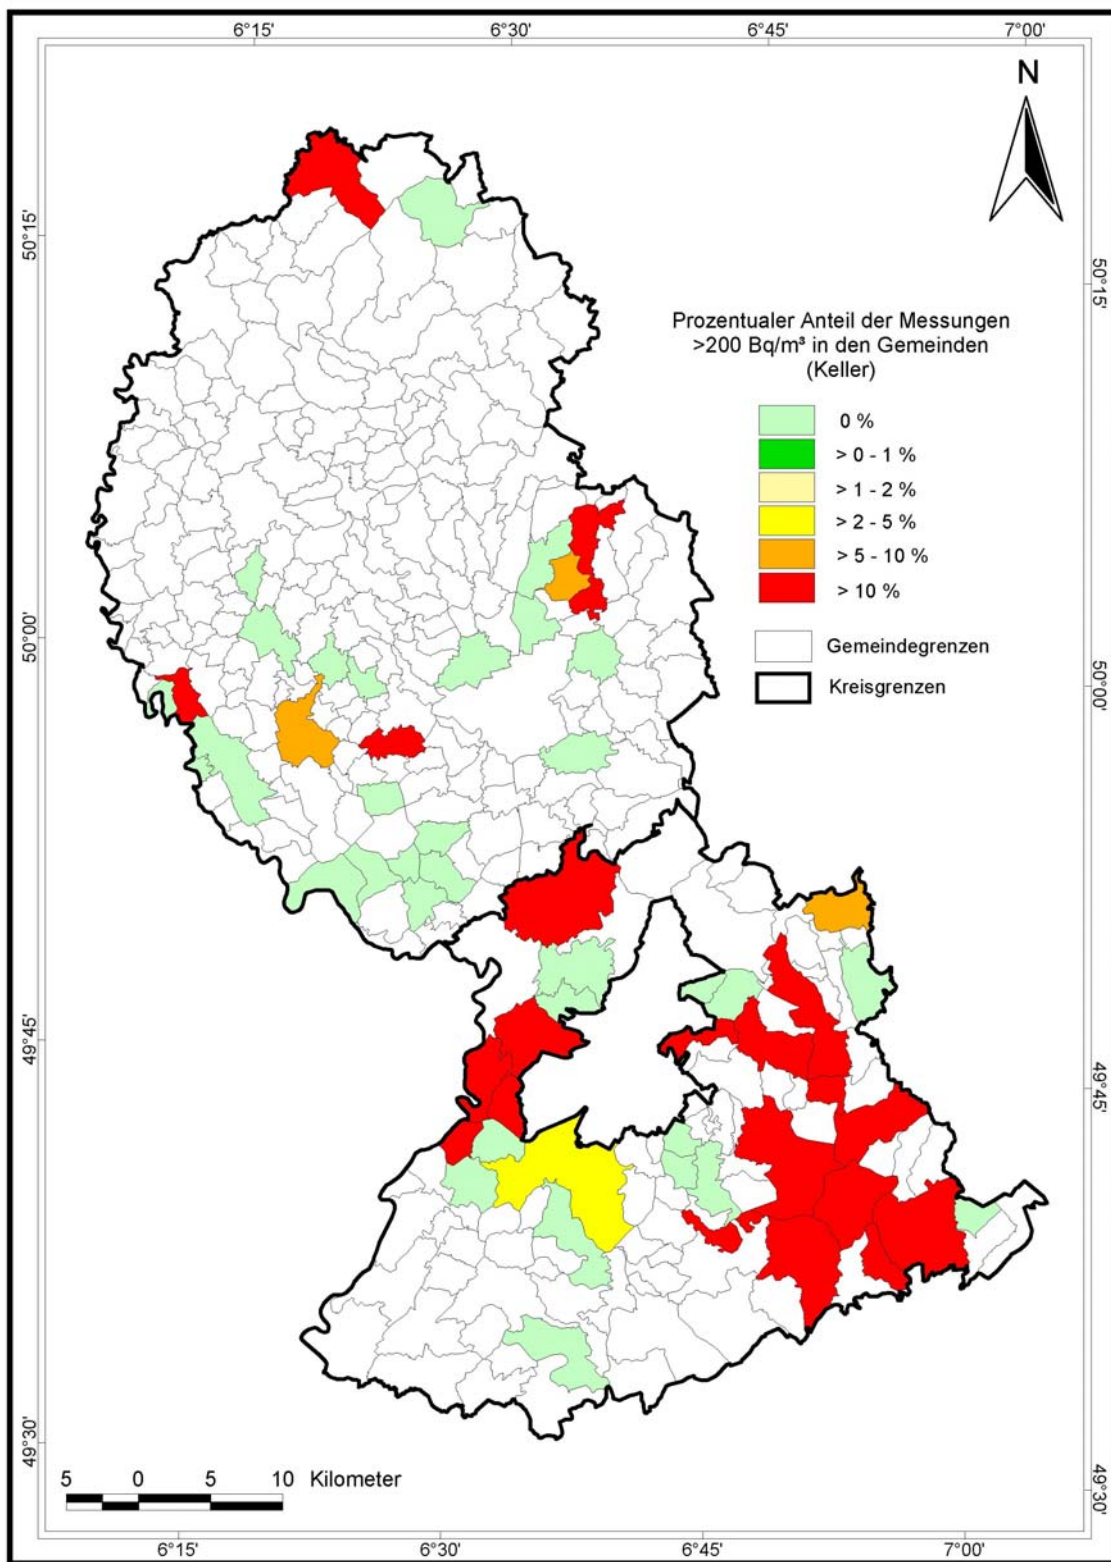 6°15' 6°30' 6°45' 7°00'
N
50°15'
50°15'
Prozentualer Anteil der Messungen
>200 Bq/m³ in den Gemeinden
(Keller)
0 %
> 0 - 1 %
> 1 - 2 %
> 2 - 5 %
> 5 - 10 %
> 10 %
Gemeindegrenzen
Kreisgrenzen
50°00'
50°00'
49°45'
49°45'
49°30'
49°30'
5 0 5 10 Kilometer
6°15' 6°30' 6°45' 7°00'